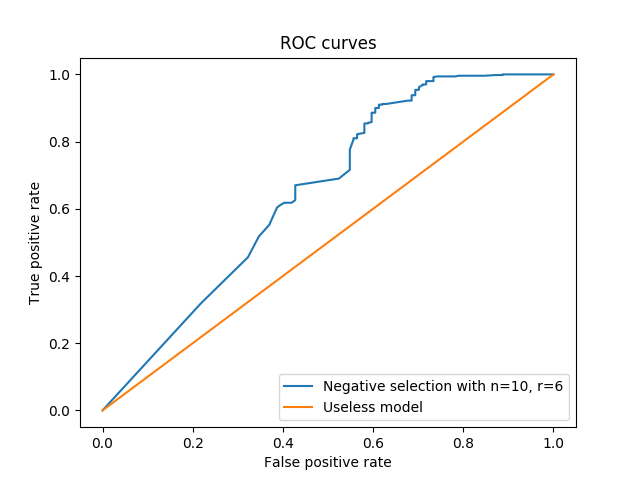 ROC curves
1.0
0.8
0.6
0.4
0.2
0.0
True positive rate
Negative selection with n=10, r=6
Useless model
0.0 0.2 0.4 0.6 0.8 1.0
False positive rate